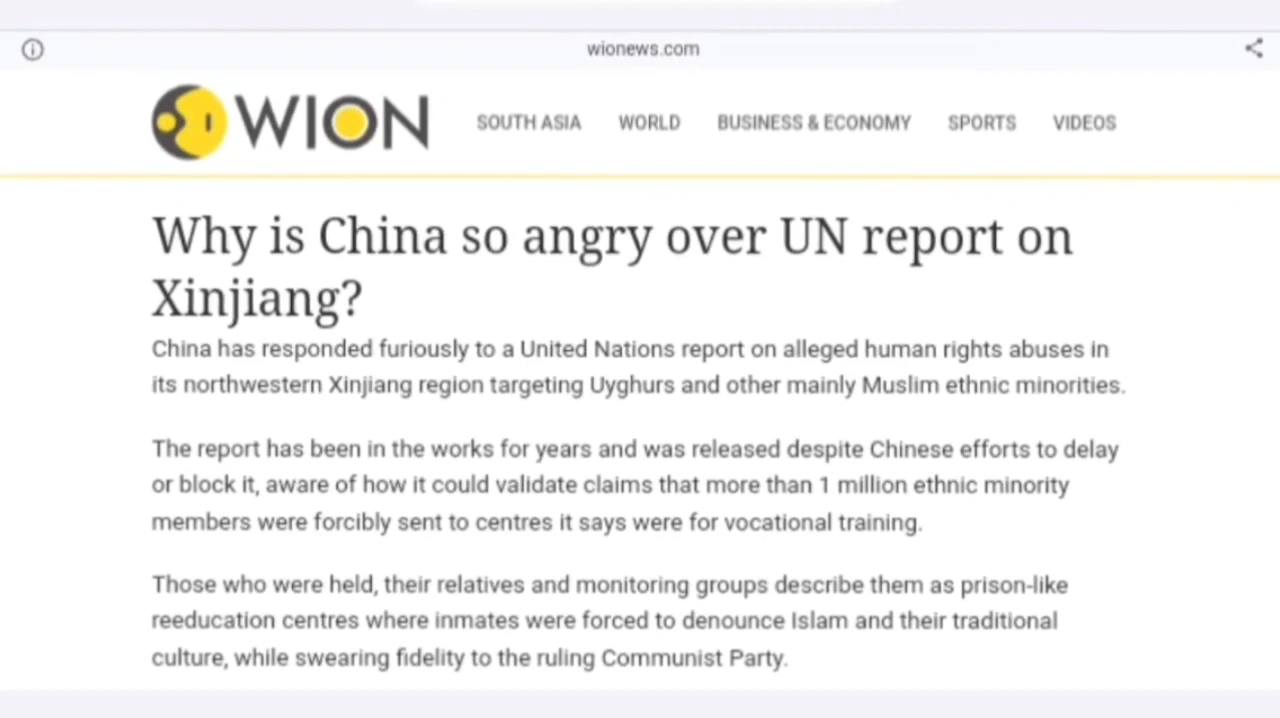 wionews.com
WION
SOUTH ASIA WORLD BUSINESS & ECONOMY SPORTS VIDEOS
Why is China so angry over UN report on
Xinjiang?
China has responded furiously to a United Nations report on alleged human rights abuses in
its northwestern Xinjiang region targeting Uyghurs and other mainly Muslim ethnic minorities.
The report has been in the works for years and was released despite Chinese efforts to delay
or block it, aware of how it could validate claims that more than 1 million ethnic minority
members were forcibly sent to centres it says were for vocational training.
Those who were held, their relatives and monitoring groups describe them as prison-like
reeducation centres where inmates were forced to denounce Islam and their traditional
culture, while swearing fidelity to the ruling Communist Party.